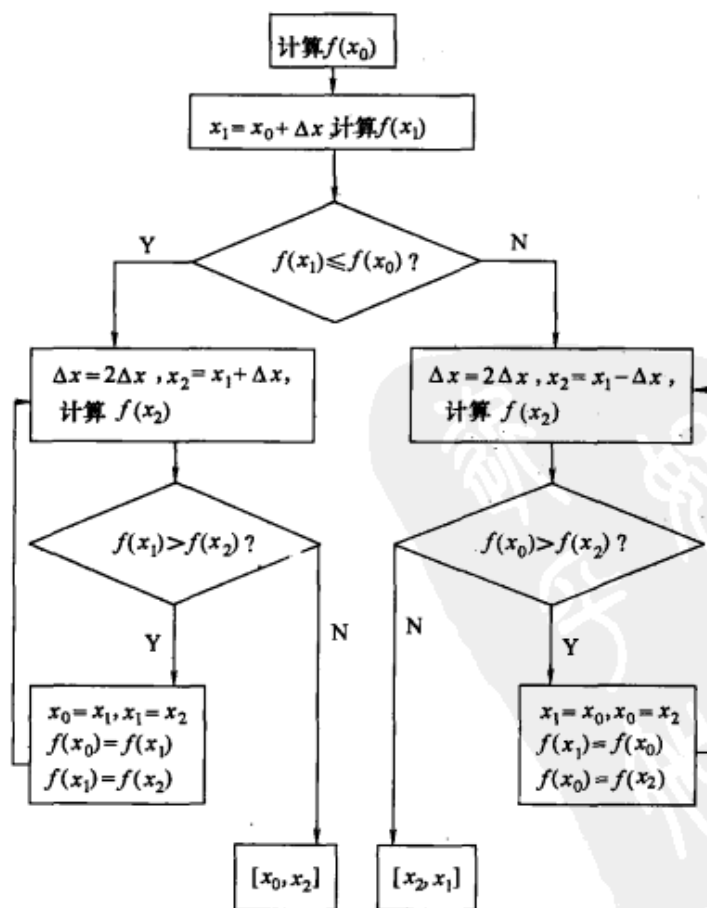 计算f(x₀)
x₁=x₀+Δx,计算f(x₁)
f(x₁)≤f(x₀)?
Y
N
Δx=2Δx,x₂=x₁+Δx,
计算 f(x₂)
Δx=2Δx,x₂=x₁-Δx,
计算 f(x₂)
f(x₁)>f(x₂)?
f(x₀)>f(x₂)?
Y
N
N
Y
x₀=x₁,x₁=x₂
f(x₀)=f(x₁)
f(x₁)=f(x₂)
x₁=x₀,x₀=x₂
f(x₁)=f(x₀)
f(x₀)=f(x₂)
[x₀,x₂]
[x₂,x₁]